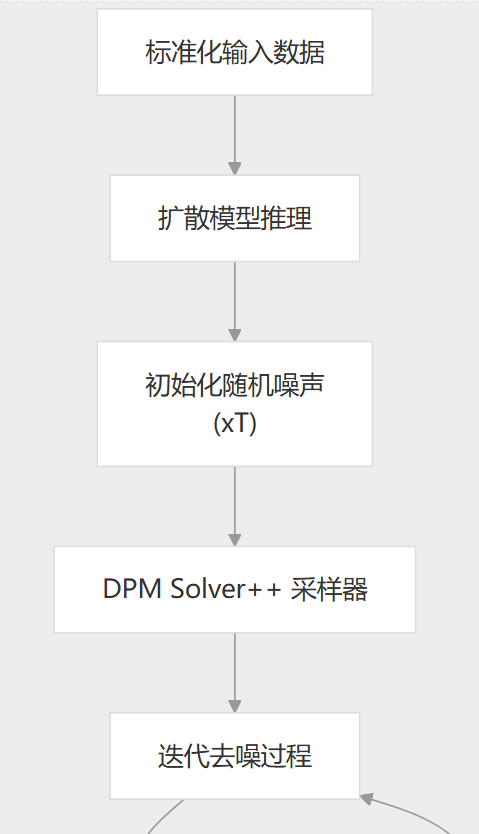 标准化输入数据
扩散模型推理
初始化随机噪声
(xT)
DPM Solver++ 采样器
迭代去噪过程